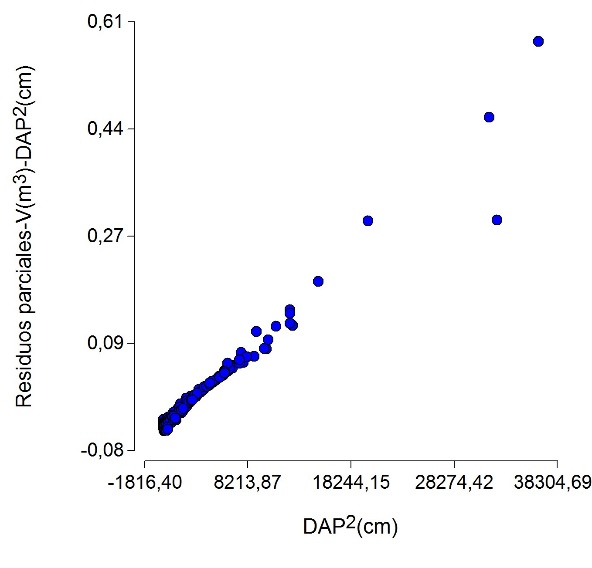 0,61
0,44
0,27
0,09
-0,08
Residuos parciales-V(m3)-DAP2(cm)
-1816,40 8213,87 18244,15 28274,42 38304,69
DAP2(cm)